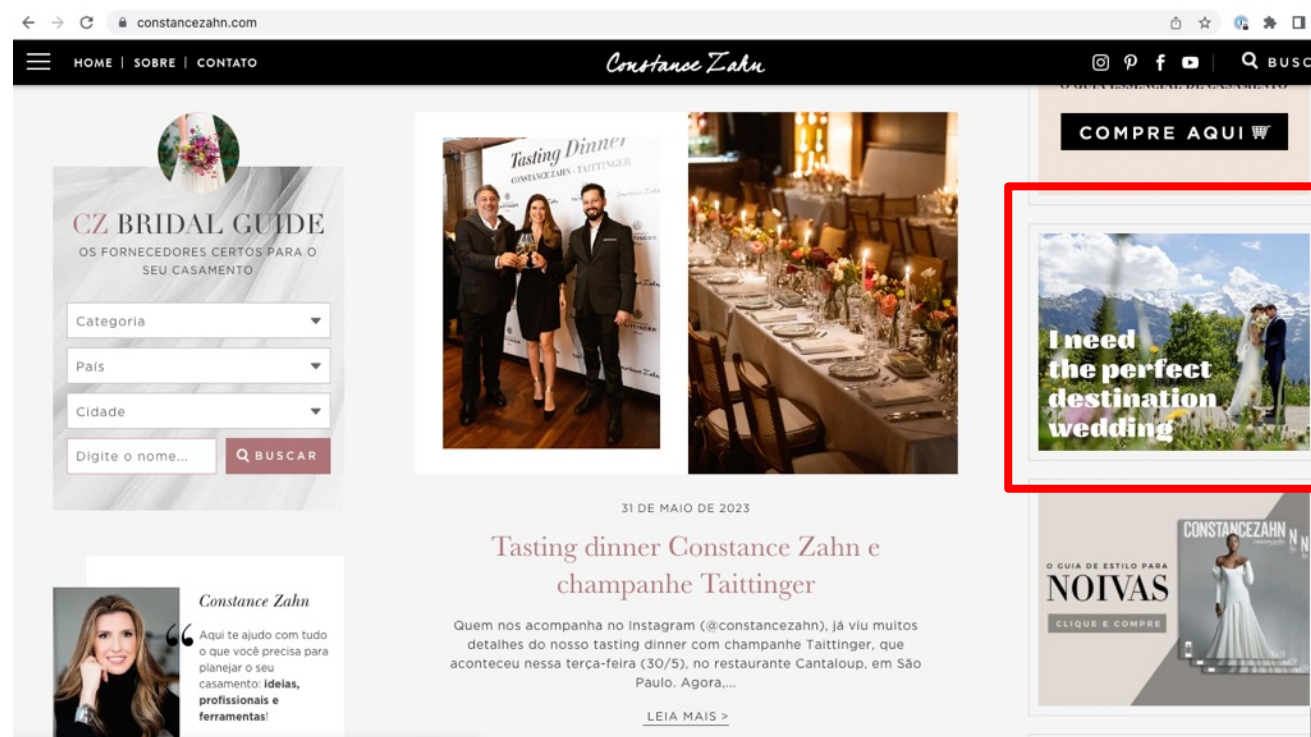 constancezahn.com
HOME | SOBRE | CONTATO
Constance Zahn
BUSC
O GUIA ESSENCIAL DE CASAMENTO
COMPRE AQUI
CZ BRIDAL GUIDE
OS FORNECEDORES CERTOS PARA O
SEU CASAMENTO
Categoria
País
Cidade
Digite o nome...
BUSCAR
Constance Zahn
Aqui te ajudo com tudo
o que você precisa para
planejar o seu
casamento: ideias,
profissionais e
ferramentas!
Tasting Dinner
CONSTANCE ZAHN - TAITTINGER
31 DE MAIO DE 2023
Tasting dinner Constance Zahn e
champanhe Taittinger
Quem nos acompanha no Instagram (@constancezahn), já viu muitos
detalhes do nosso tasting dinner com champanhe Taittinger, que
aconteceu nessa terça-feira (30/5), no restaurante Cantaloup, em São
Paulo. Agora,...
LEIA MAIS >
I need
the perfect
destination
wedding
O GUIA DE ESTILO PARA
NOIVAS
CLIQUE E COMPRE
CONSTANCEZAHN